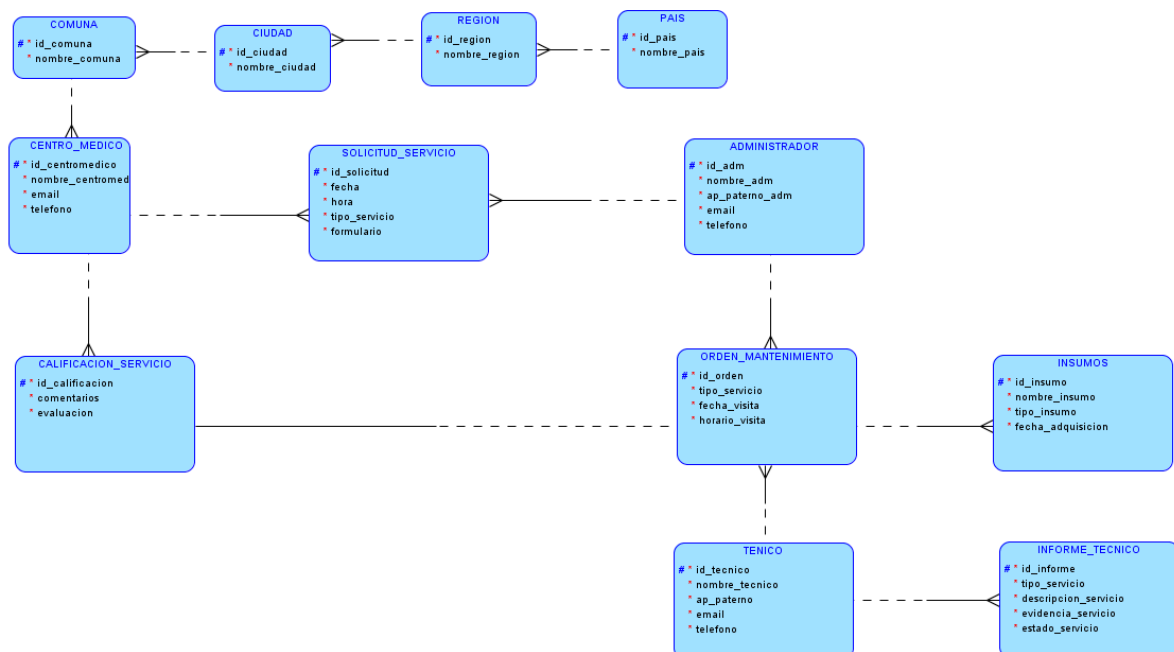 COMUNA
# * id_comuna
* nombre_comuna
CIUDAD
# * id_ciudad
* nombre_ciudad
REGION
# * id_region
* nombre_region
PAIS
# * id_pais
* nombre_pais
CENTRO_MEDICO
# * id_centromedico
* nombre_centromed
* email
* telefono
SOLICITUD_SERVICIO
# * id_solicitud
* fecha
* hora
* tipo_servicio
* formulario
ADMINISTRADOR
# * id_adm
* nombre_adm
* ap_paterno_adm
* email
* telefono
CALIFICACION_SERVICIO
# * id_calificacion
* comentarios
* evaluacion
ORDEN_MANTENIMIENTO
# * id_orden
* tipo_servicio
* fecha_visita
* horario_visita
INSUMOS
# * id_insumo
* nombre_insumo
* tipo_insumo
* fecha_adquisicion
TENICO
# * id_tecnico
* nombre_tecnico
* ap_paterno
* email
* telefono
INFORME_TECNICO
# * id_informe
* tipo_servicio
* descripcion_servicio
* evidencia_servicio
* estado_servicio